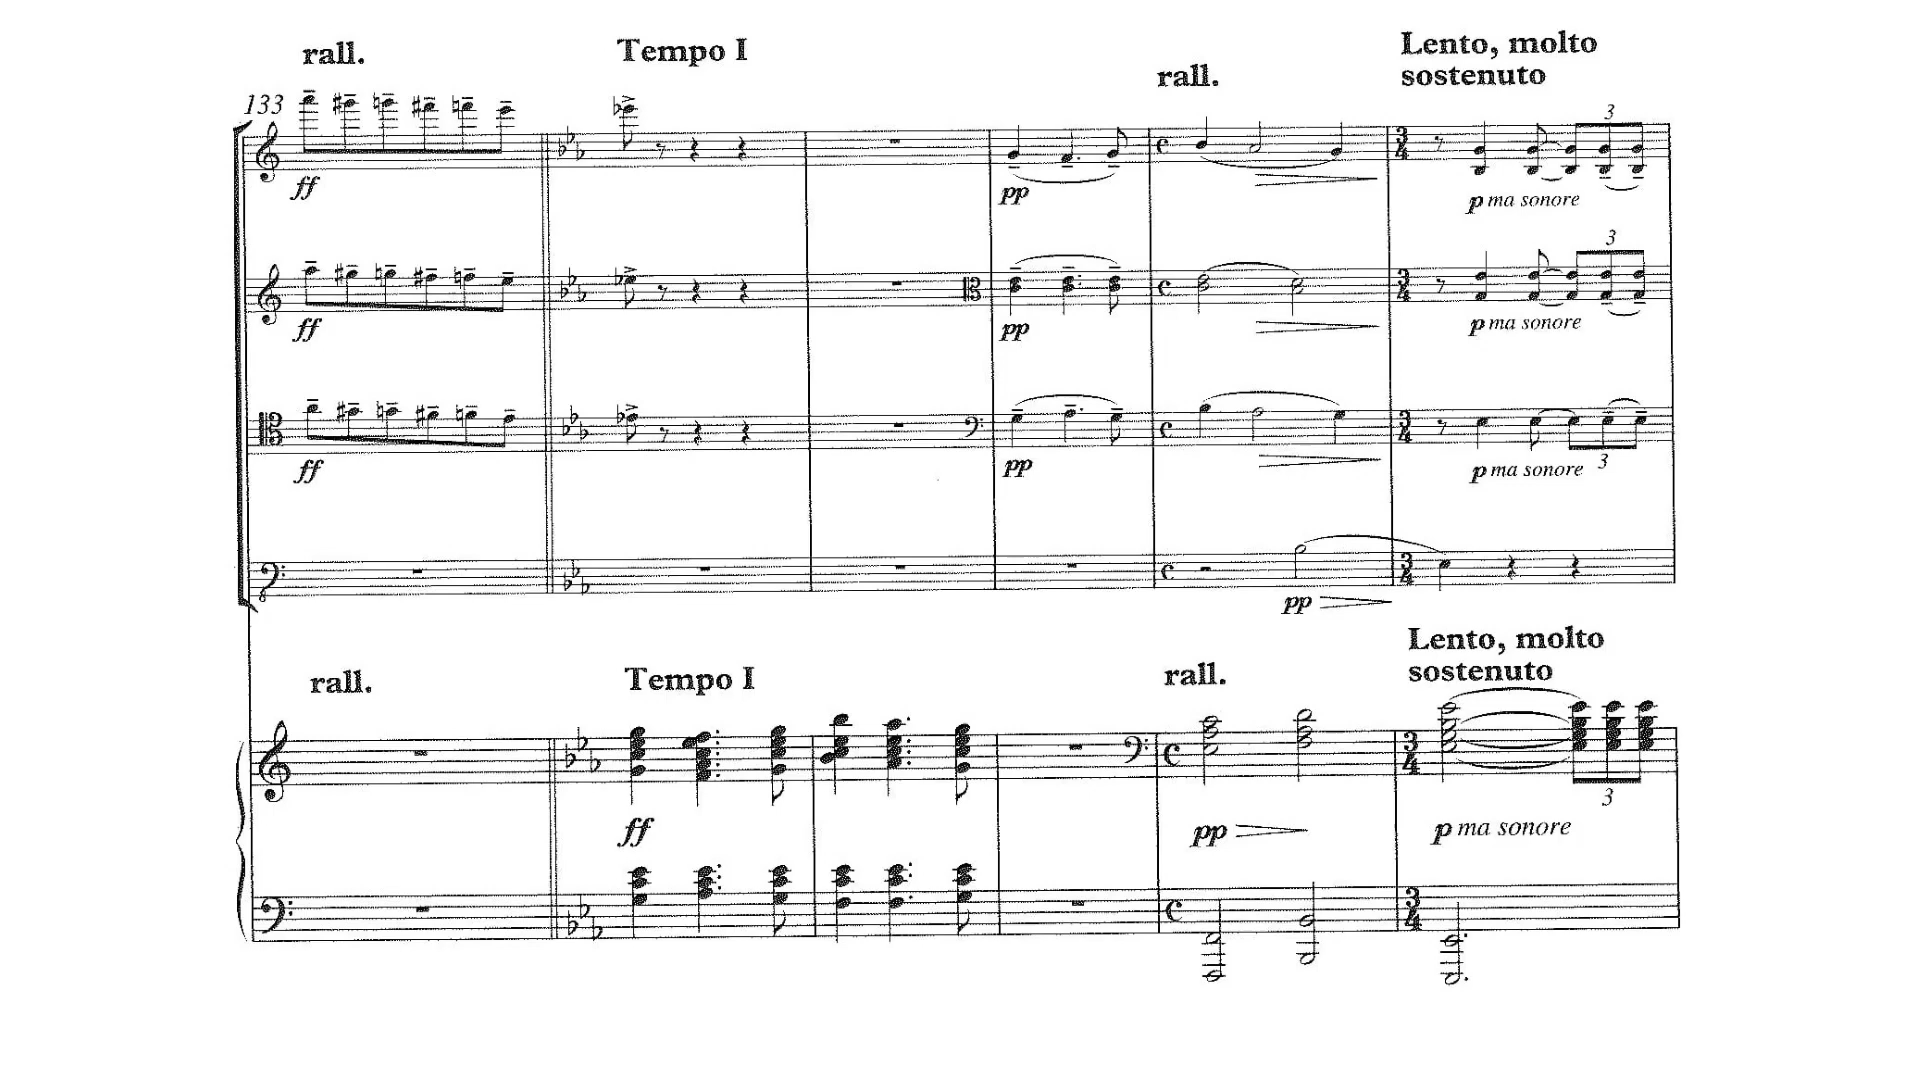 rall.
Tempo I
rall.
Lento, molto
sostenuto
133
3
ff
pp
p ma sonore
3
ff
pp
p ma sonore
ff
pp
p ma sonore
3
pp
rall.
Tempo I
rall.
Lento, molto
sostenuto
3
ff
pp
p ma sonore